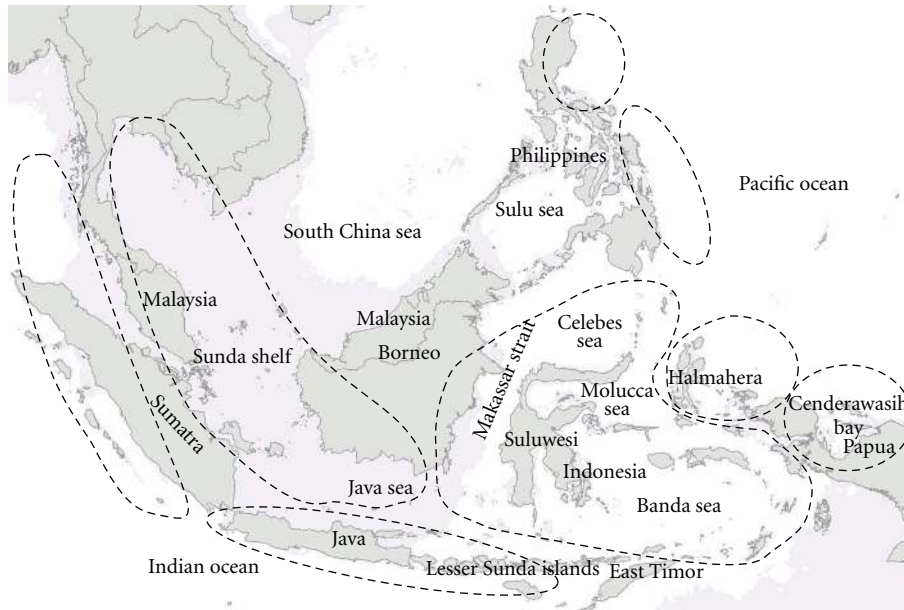 Philippines
Pacific ocean
Sulu sea
South China sea
Malaysia
Malaysia
Celebes
sea
Sunda shelf
Borneo
Makassar strait
Halmahera
Molucca
sea
Cenderawasih
bay
Papua
Sumatra
Suluwesi
Indonesia
Java sea
Banda sea
Java
Indian ocean
Lesser Sunda islands
East Timor